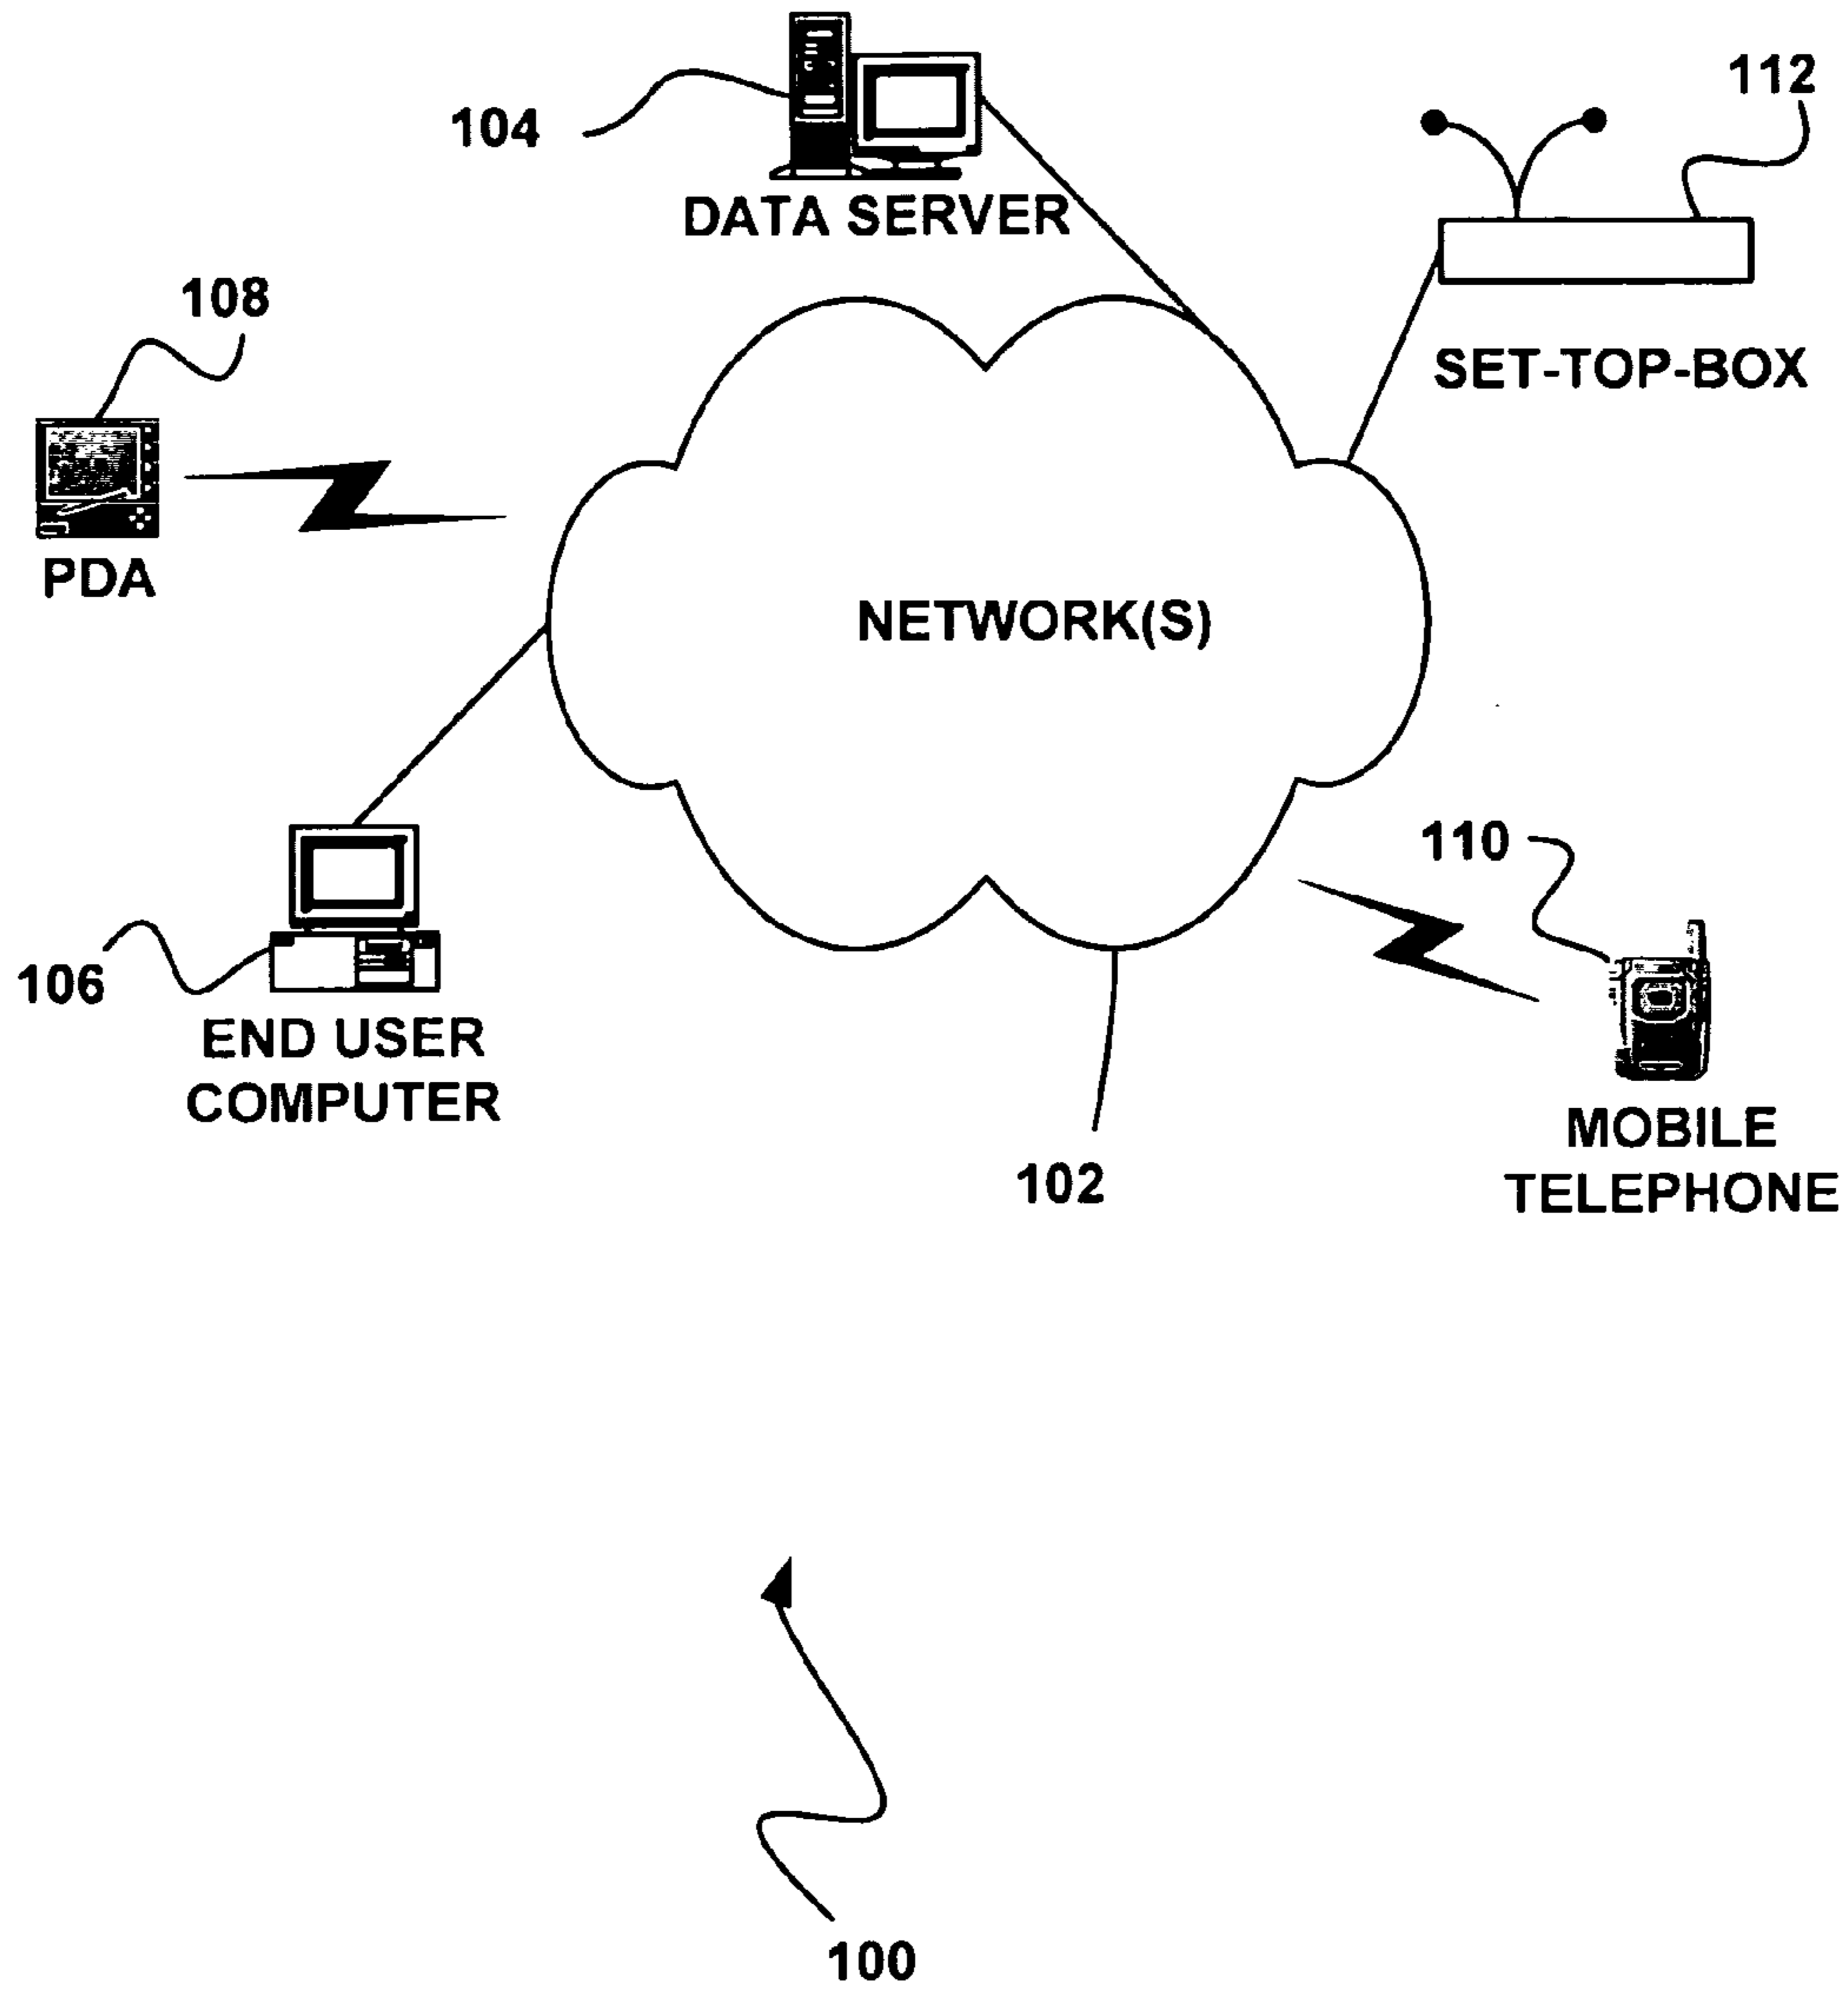 112
104
DATA SERVER
108
SET-TOP-BOX
PDA
NETWORK(S)
110
106
END USER
COMPUTER
MOBILE
TELEPHONE
102
100